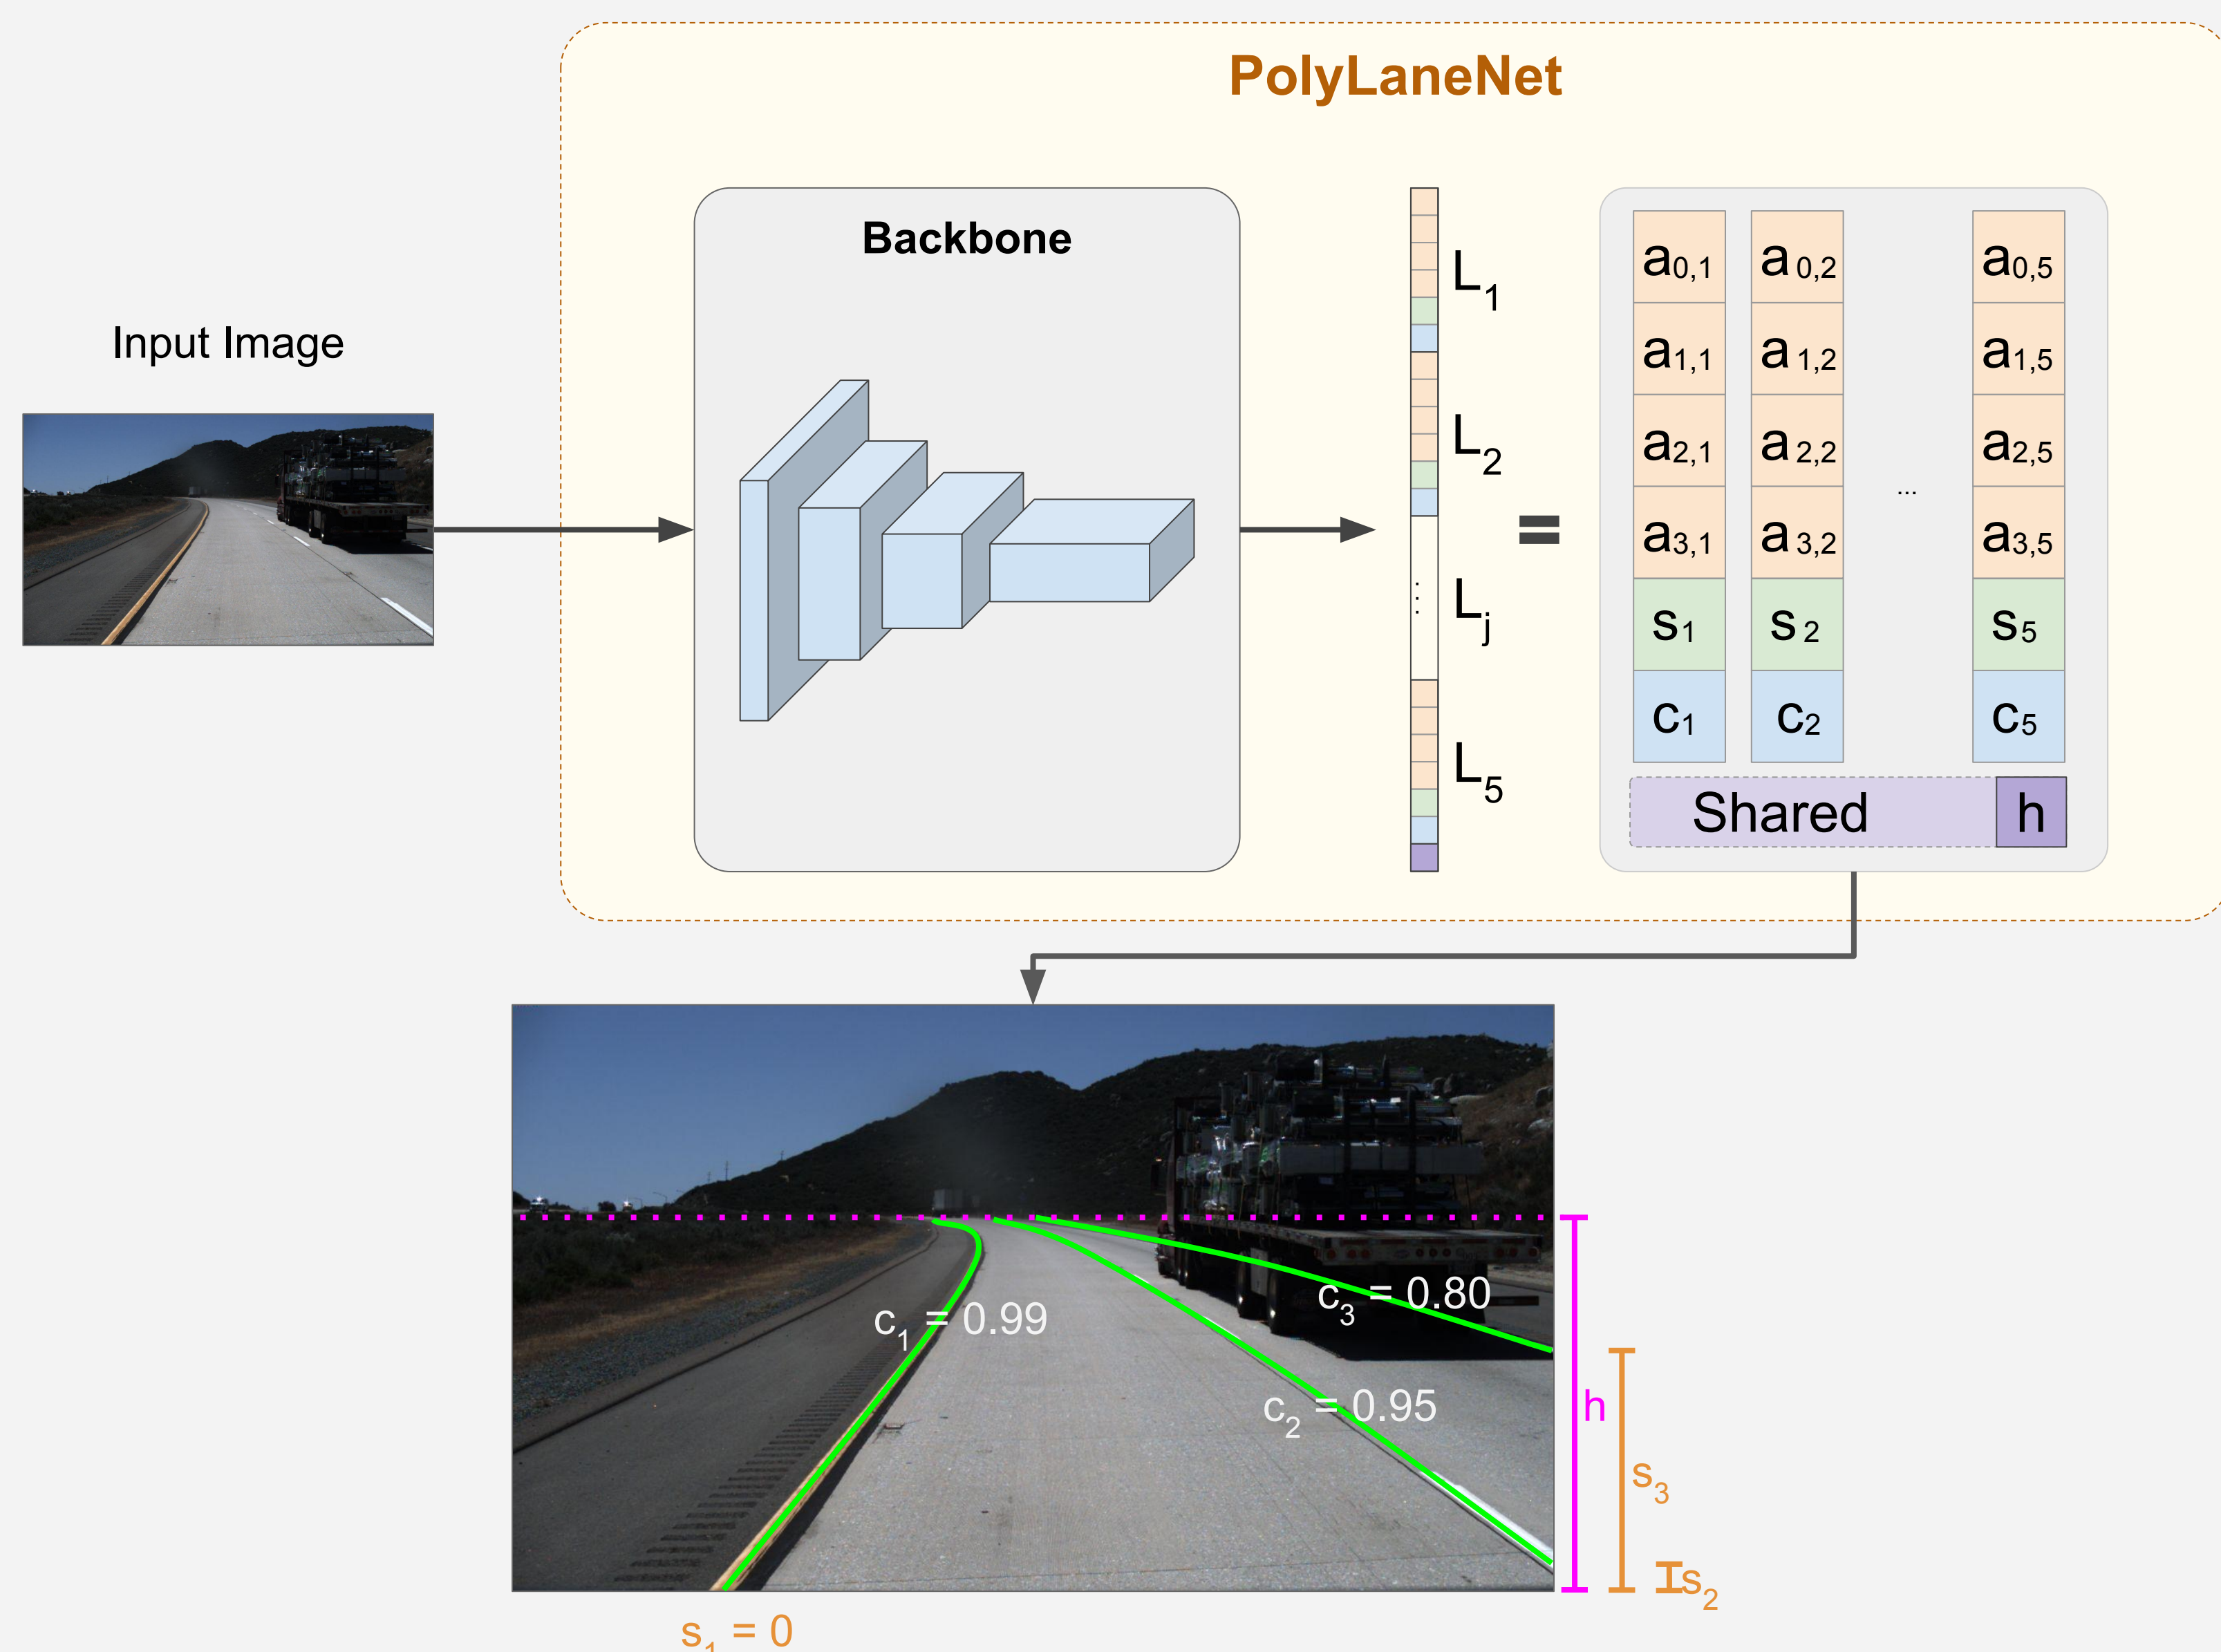 PolyLaneNet
Input Image
Backbone
L1
L2
⋮ Lj
L5
=
a0,1 a0,2 a0,5
a1,1 a1,2 a1,5
a2,1 a2,2 ... a2,5
a3,1 a3,2 a3,5
s1 s2 s5
c1 c2 c5
Shared h
c3 = 0.80
c1 = 0.99
c2 = 0.95
h
s3
s2
s1 = 0